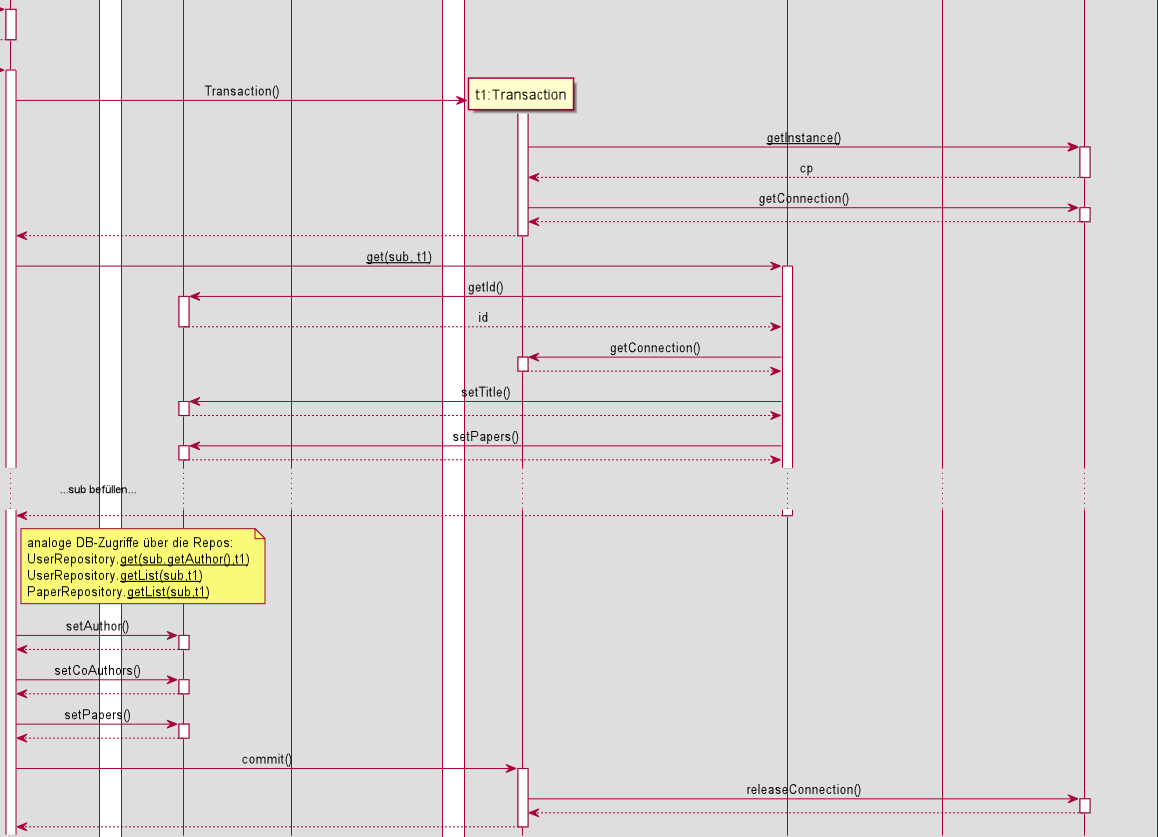 Transaction()
t1:Transaction
getInstance()
cp
getConnection()
get(sub, t1)
getId()
id
getConnection()
setTitle()
setPapers()
...sub befüllen...
analoge DB-Zugriffe über die Repos:
UserRepository.get(sub.getAuthor(),t1)
UserRepository.getList(sub,t1)
PaperRepository.getList(sub,t1)
setAuthor()
setCoAuthors()
setPapers()
commit()
releaseConnection()